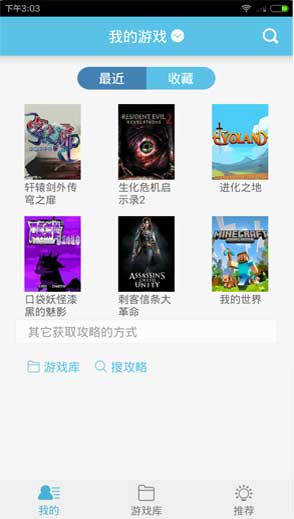 下午3:03
我的游戏
最近
收藏
RESIDENT EVIL
REVELATIONS 2
EVOLAND
轩辕剑外传
穹之扉
生化危机启
示录2
进化之地
ASSASSIN'S
CREED
UNITY
MINECRAFT
口袋妖怪漆
黑的魅影
刺客信条大
革命
我的世界
其它获取攻略的方式
游戏库
搜攻略
我的
游戏库
推荐